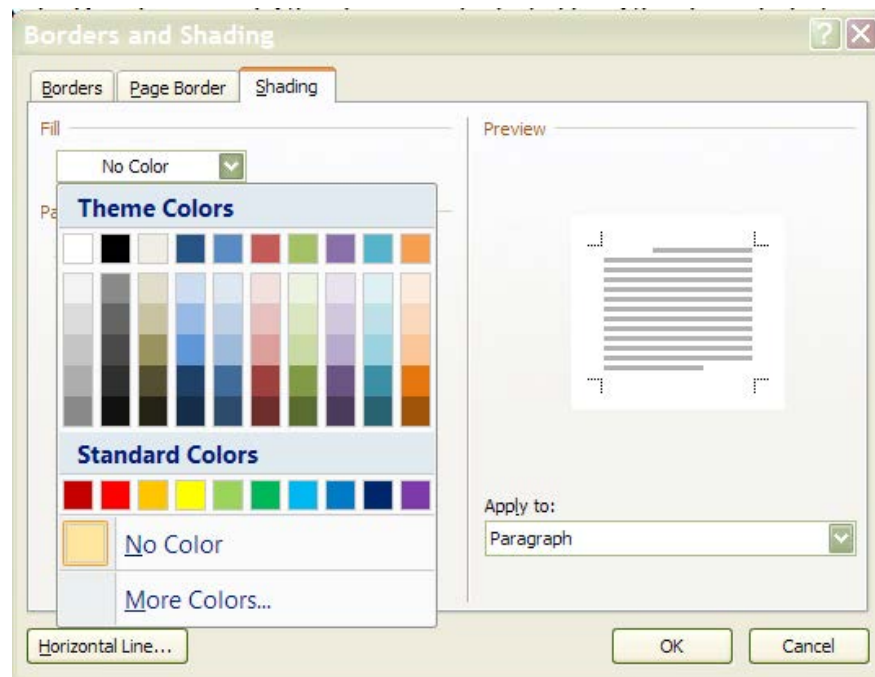 Borders and Shading
Borders Page Border Shading
Fill
No Color
Pa
Theme Colors
Standard Colors
No Color
More Colors...
Preview
Apply to:
Paragraph
Horizontal Line... OK Cancel